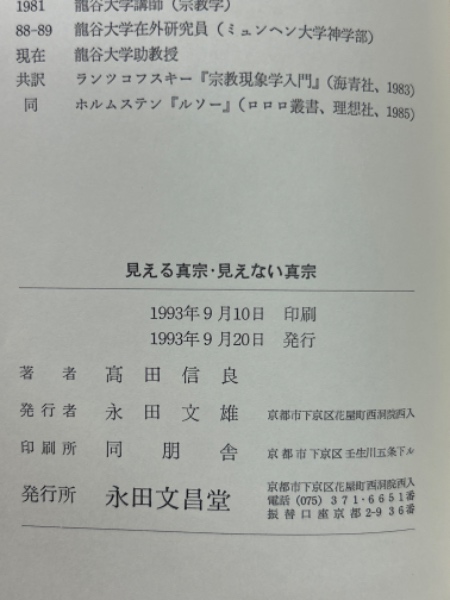 1981 龍谷大学講師（宗教学）
88-89 龍谷大学在外研究員（ミュンヘン大学神学部）
現在 龍谷大学助教授
共訳 ランツコフスキー『宗教現象学入門』（海青社、1983）
同 ホルムステン『ルソー』（ロロロ叢書、理想社、1985）
見える真宗・見えない真宗
1993年9月10日 印刷
1993年9月20日 発行
著者 髙田信良
発行者 永田文雄 京都市下京区花屋町西洞院西入
印刷所 同朋舎 京都市下京区壬生川五条下ル
発行所 永田文昌堂 京都市下京区花屋町西洞院西入
電話（075）371-6651番
振替口座京都2-936番